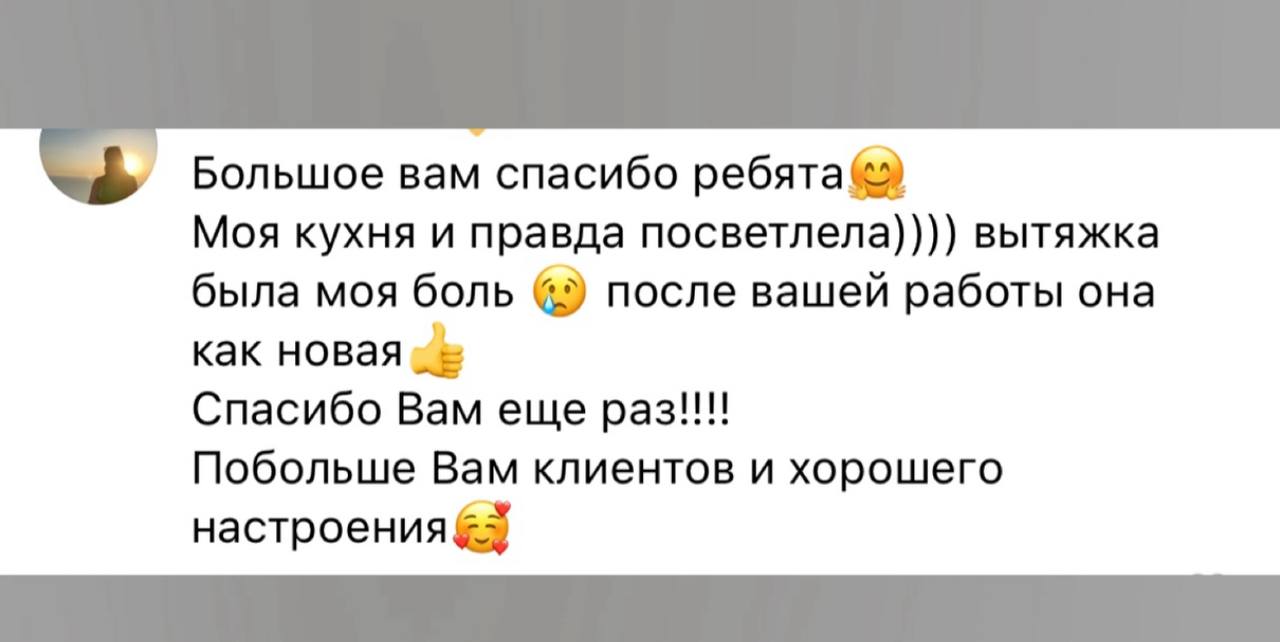 Большое вам спасибо ребята🤗
Моя кухня и правда посветлела)))) вытяжка
была моя боль 😢 после вашей работы она
как новая👍
Спасибо Вам еще раз!!!!
Побольше Вам клиентов и хорошего
настроения🥰